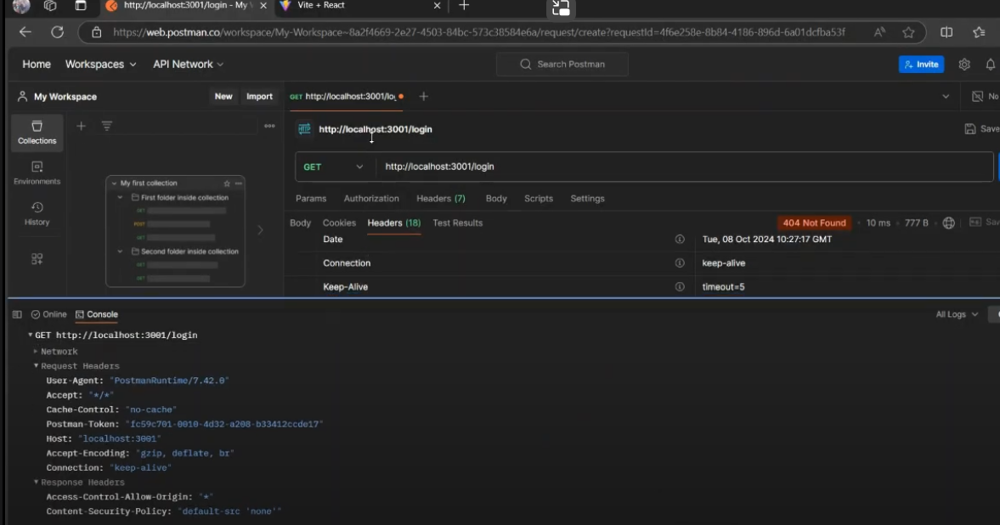 http://localhost:3001/login - My W
Vite + React
https://web.postman.co/workspace/My-Workspace~8a2f4669-2e27-4503-84bc-573c38584e6a/request/create?requestId=4f6e258e-8b84-4186-896d-6a01dcfba53f
Home Workspaces API Network Search Postman Invite
My Workspace New Import GET http://localhost:3001/lo No
Collections
HTTP http://localhost:3001/login Save
Environments
GET http://localhost:3001/login
History
My first collection
First folder inside collection
GET
POST
GET
Second folder inside collection
GET
GET
Params Authorization Headers (7) Body Scripts Settings
Body Cookies Headers (18) Test Results 404 Not Found 10 ms 777 B Sav
Date Tue, 08 Oct 2024 10:27:17 GMT
Connection keep-alive
Keep-Alive timeout=5
Online Console All Logs
GET http://localhost:3001/login
Network
Request Headers
User-Agent: "PostmanRuntime/7.42.0"
Accept: "*/*"
Cache-Control: "no-cache"
Postman-Token: "fc59c701-0010-4d32-a208-b33412ccde17"
Host: "localhost:3001"
Accept-Encoding: "gzip, deflate, br"
Connection: "keep-alive"
Response Headers
Access-Control-Allow-Origin: "*"
Content-Security-Policy: "default-src 'none'"